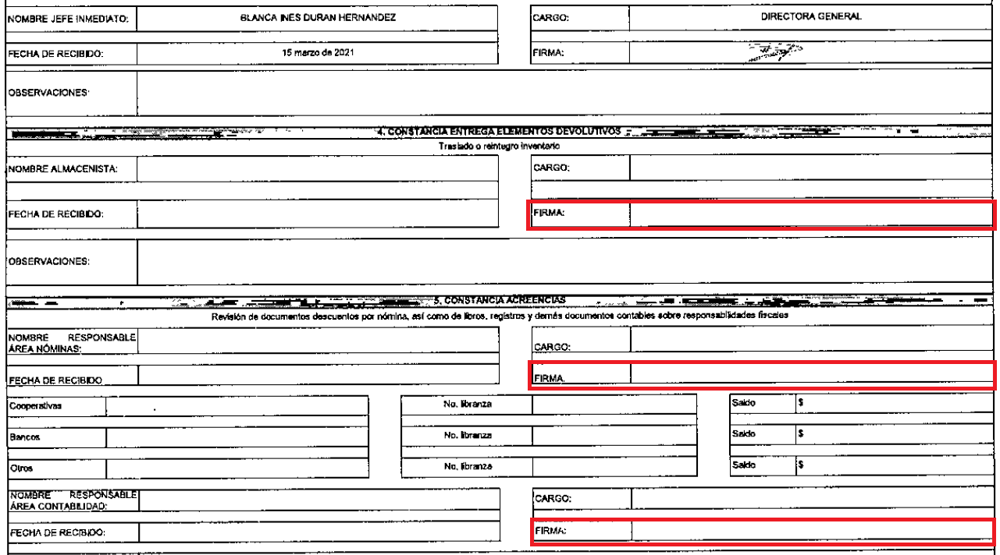 NOMBRE JEFE INMEDIATO: BLANCA INES DURAN HERNANDEZ CARGO: DIRECTORA GENERAL
FECHA DE RECIBIDO: 15 marzo de 2021 FIRMA:
OBSERVACIONES:
4. CONSTANCIA ENTREGA ELEMENTOS DEVOLUTIVOS
Traslado o reintegro inventario
NOMBRE ALMACENISTA: CARGO:
FECHA DE RECIBIDO: FIRMA:
OBSERVACIONES:
5. CONSTANCIA ACREENCIAS
Revisión de documentos descuentos por nómina, así como de libros, registros y demás documentos contables sobre responsabilidades fiscales
NOMBRE RESPONSABLE
ÁREA NÓMINAS: CARGO:
FECHA DE RECIBIDO FIRMA.
Cooperativas No. libranza Saldo $
Bancos No. libranza Saldo $
Otros No. libranza Saldo $
NOMBRE RESPONSABLE
ÁREA CONTABILIDAD: CARGO:
FECHA DE RECIBIDO: FIRMA: